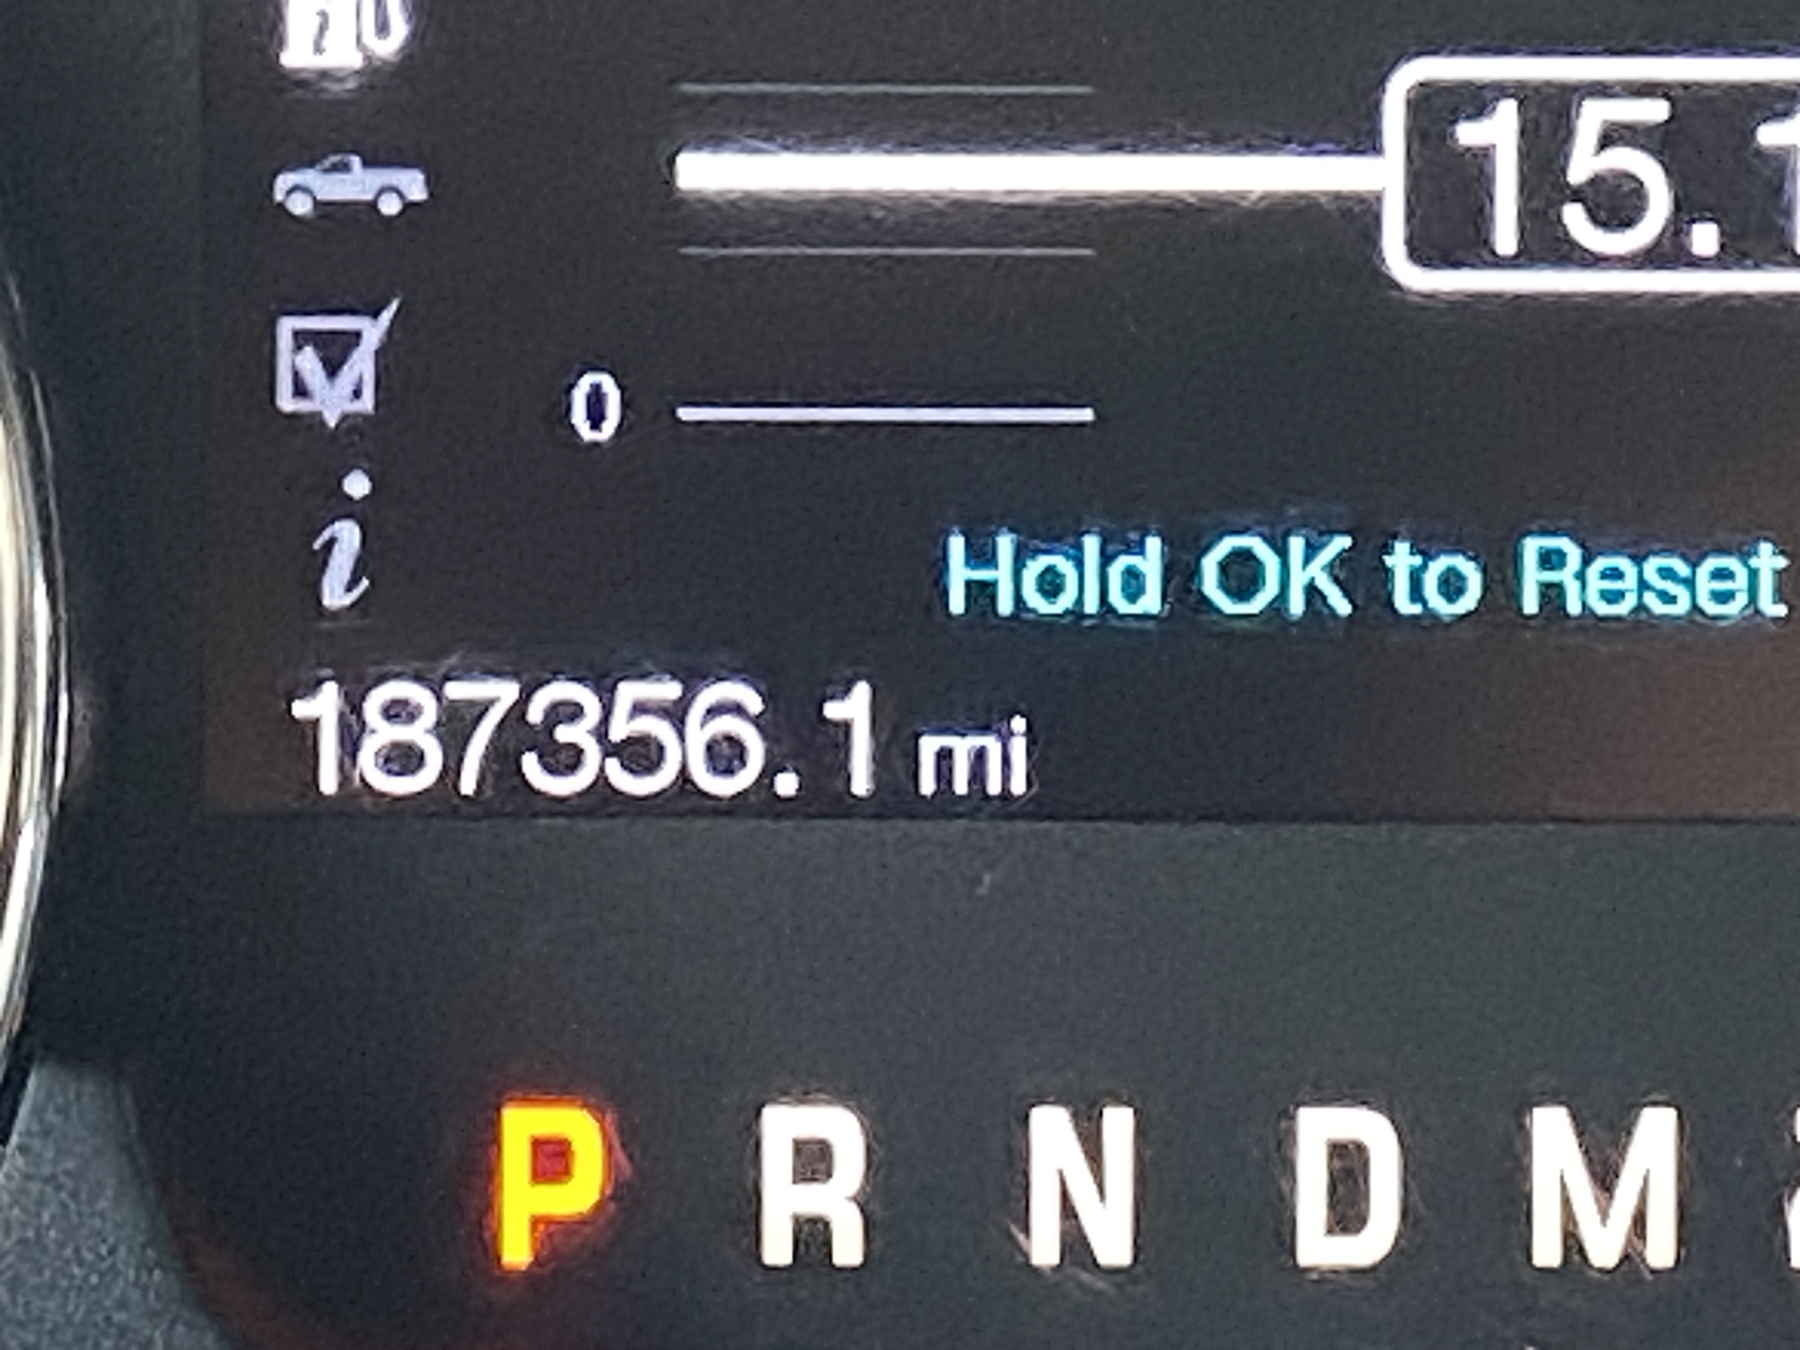 15.1
0
i
Hold OK to Reset
187356.1 mi
P R N D M